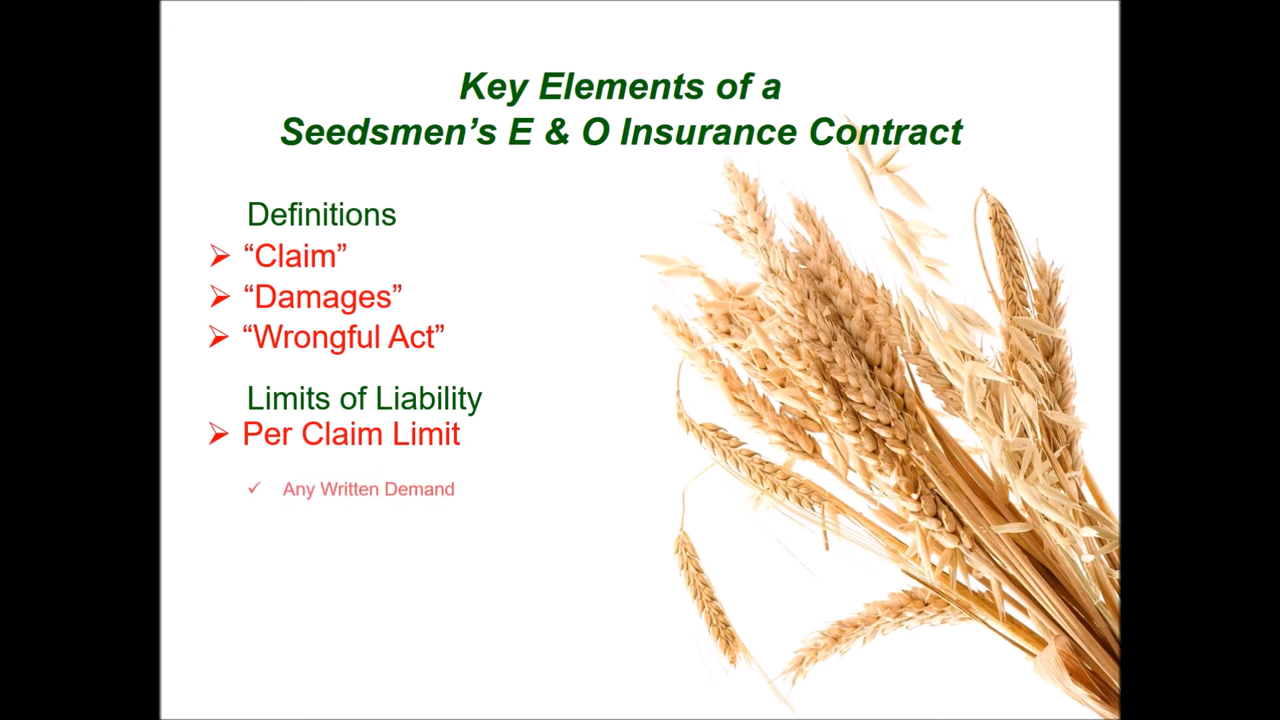 Key Elements of a
Seedsmen’s E & O Insurance Contract
Definitions
“Claim”
“Damages”
“Wrongful Act”
Limits of Liability
Per Claim Limit
Any Written Demand